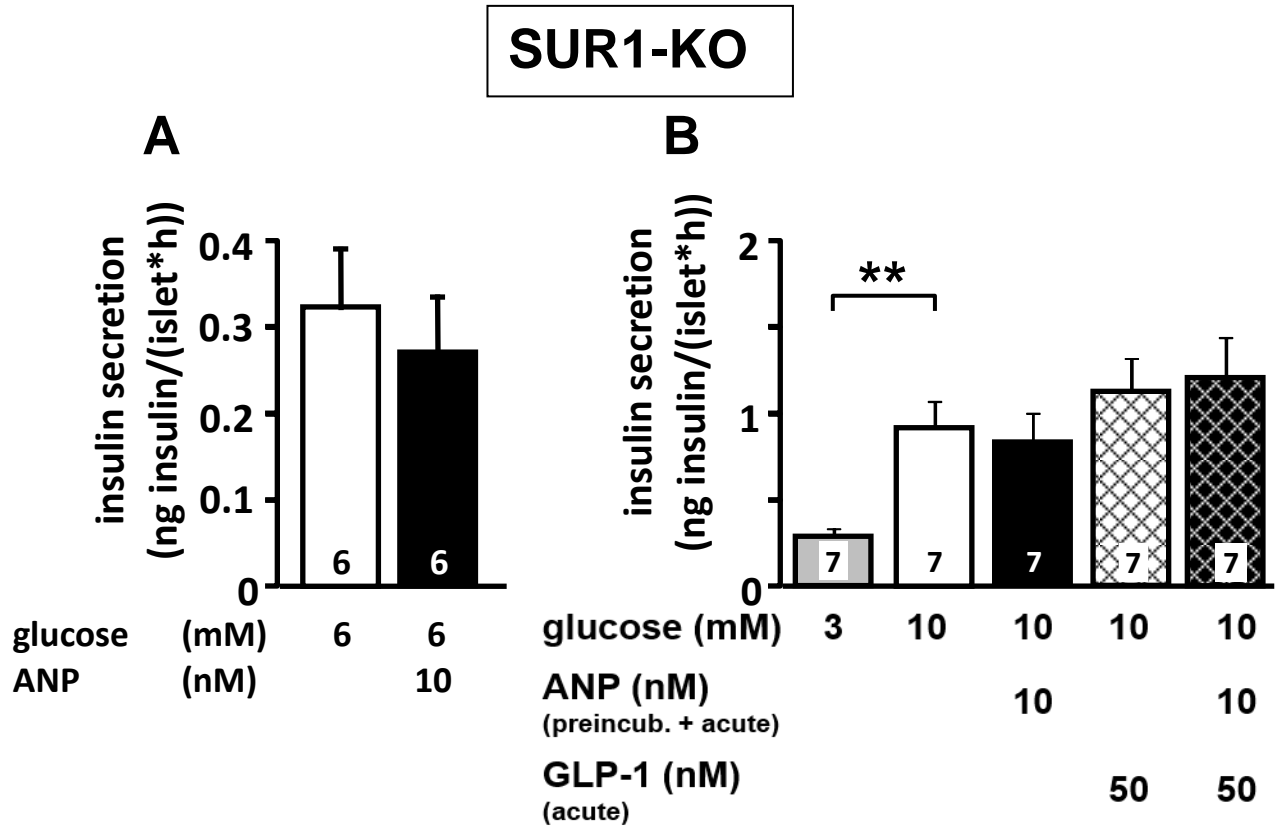 SUR1-KO
A
insulin secretion
(ng insulin/(islet*h))
0.4
0.3
0.2
0.1
0
6 6
glucose (mM) 6 6
ANP (nM) 10
B
insulin secretion
(ng insulin/(islet*h))
2
1
0
**
7 7 7 7 7
glucose (mM) 3 10 10 10 10
ANP (nM) 10 10
(preincub. + acute)
GLP-1 (nM) 50 50
(acute)